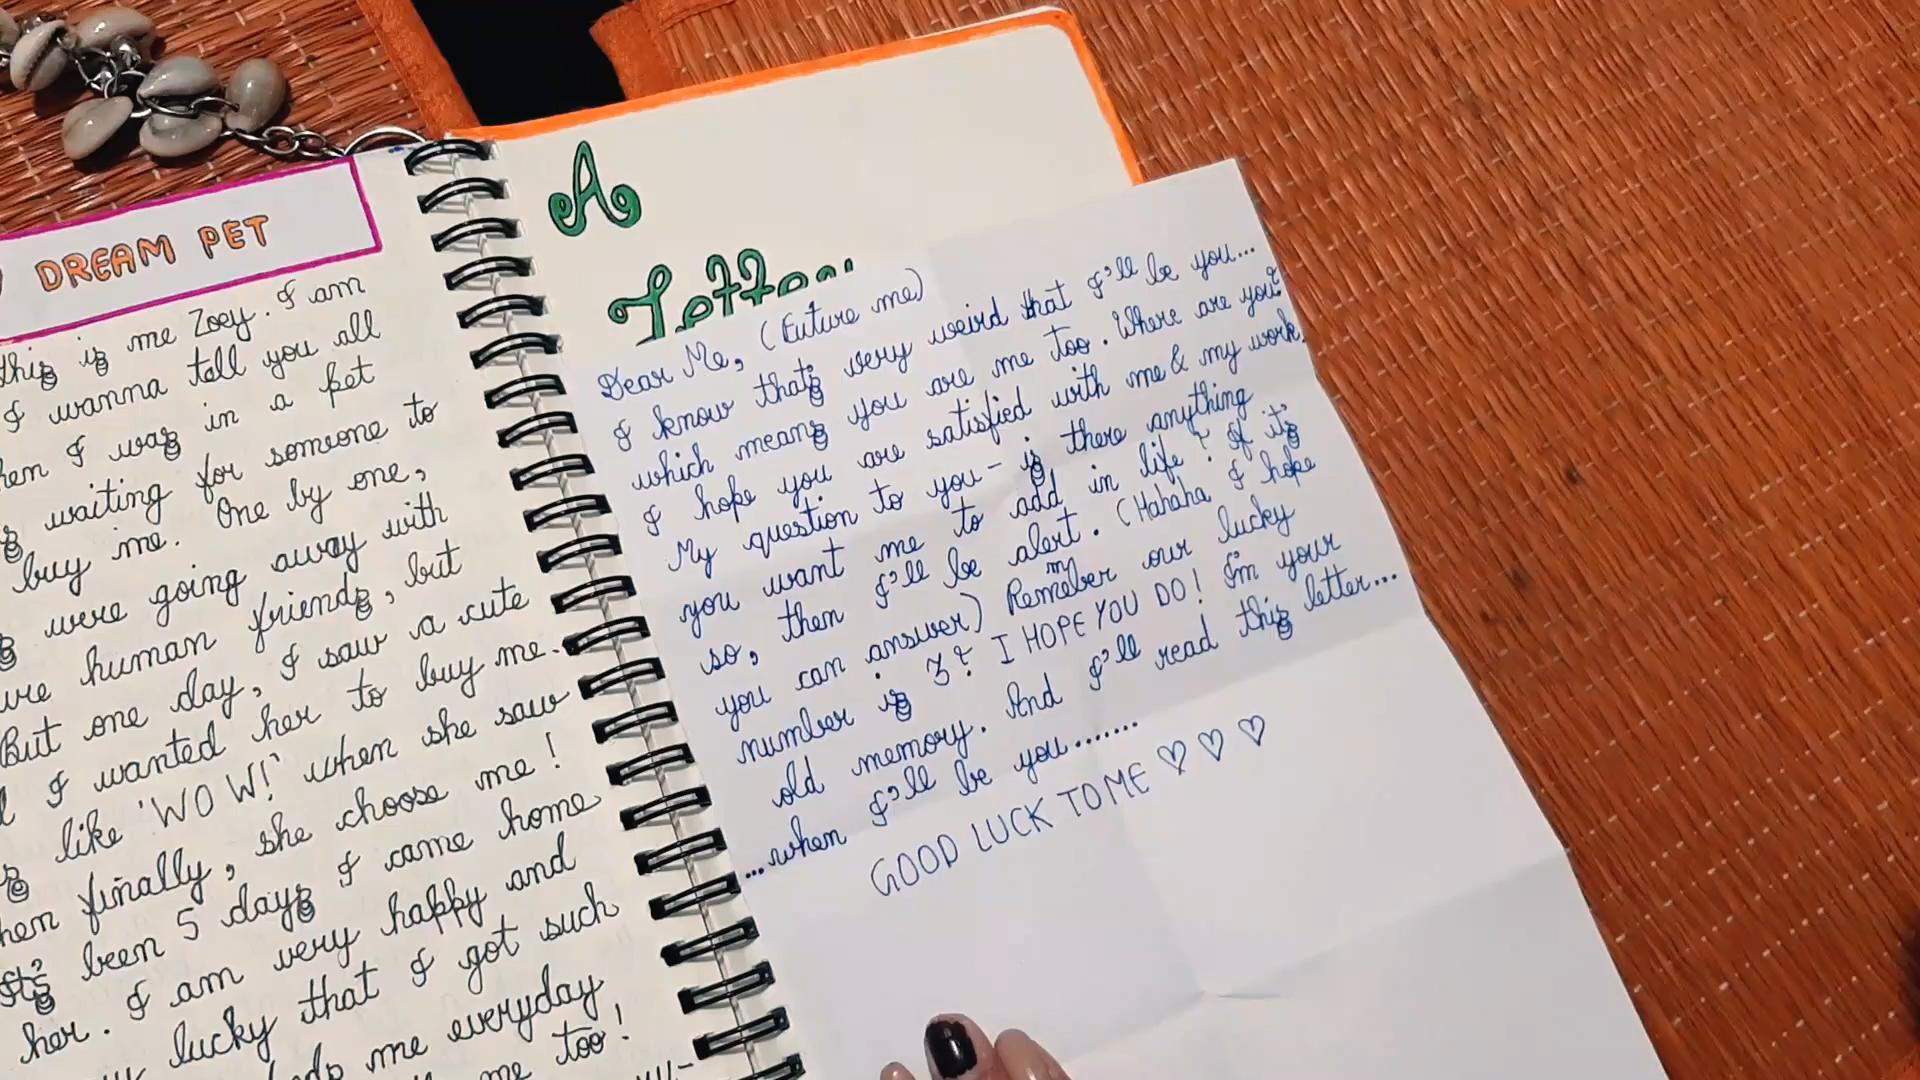 DREAM PET
this is me Zoey. I am
I wanna tell you all
I was in a pet
waiting for someone to
buy me. One by one,
were going away with
human friends, but
But one day, I saw a cute
I wanted her to buy me.
like 'WOW!' when she saw
finally, she choose me!
It's been 5 days I came home
her. I am very happy and
lucky that I got such
me everyday
me too!
A
Letter
Dear Me, (Future me)
I know that's very weird that I'll be you...
which means you are me too. Where are you?
I hope you are satisfied with me & my work.
My question to you - is there anything
you want me to add in life? If it's
so, then I'll be alert. (Hahaha I hope
you can answer) Remember our lucky
number is 3? I HOPE YOU DO! I'm your
old memory. And I'll read this letter...
...when I'll be you.......
GOOD LUCK TO ME ♡ ♡ ♡